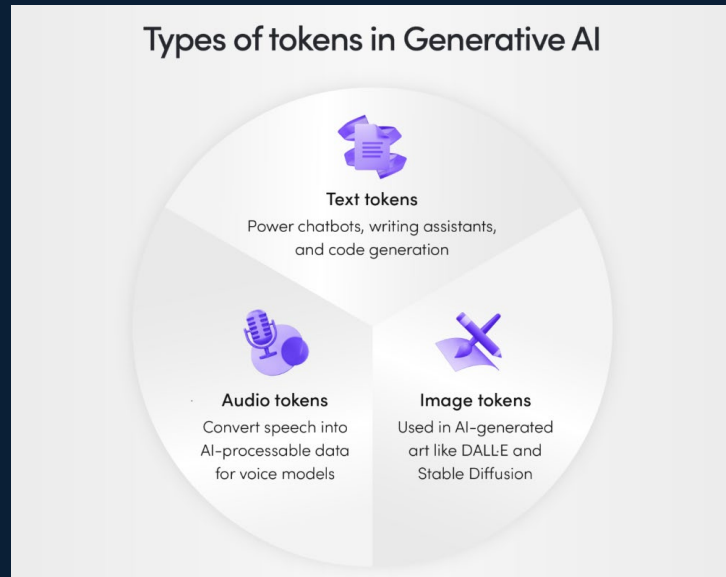 Types of tokens in Generative AI
Text tokens
Power chatbots, writing assistants,
and code generation
Audio tokens
Convert speech into
AI-processable data
for voice models
Image tokens
Used in AI-generated
art like DALL·E and
Stable Diffusion